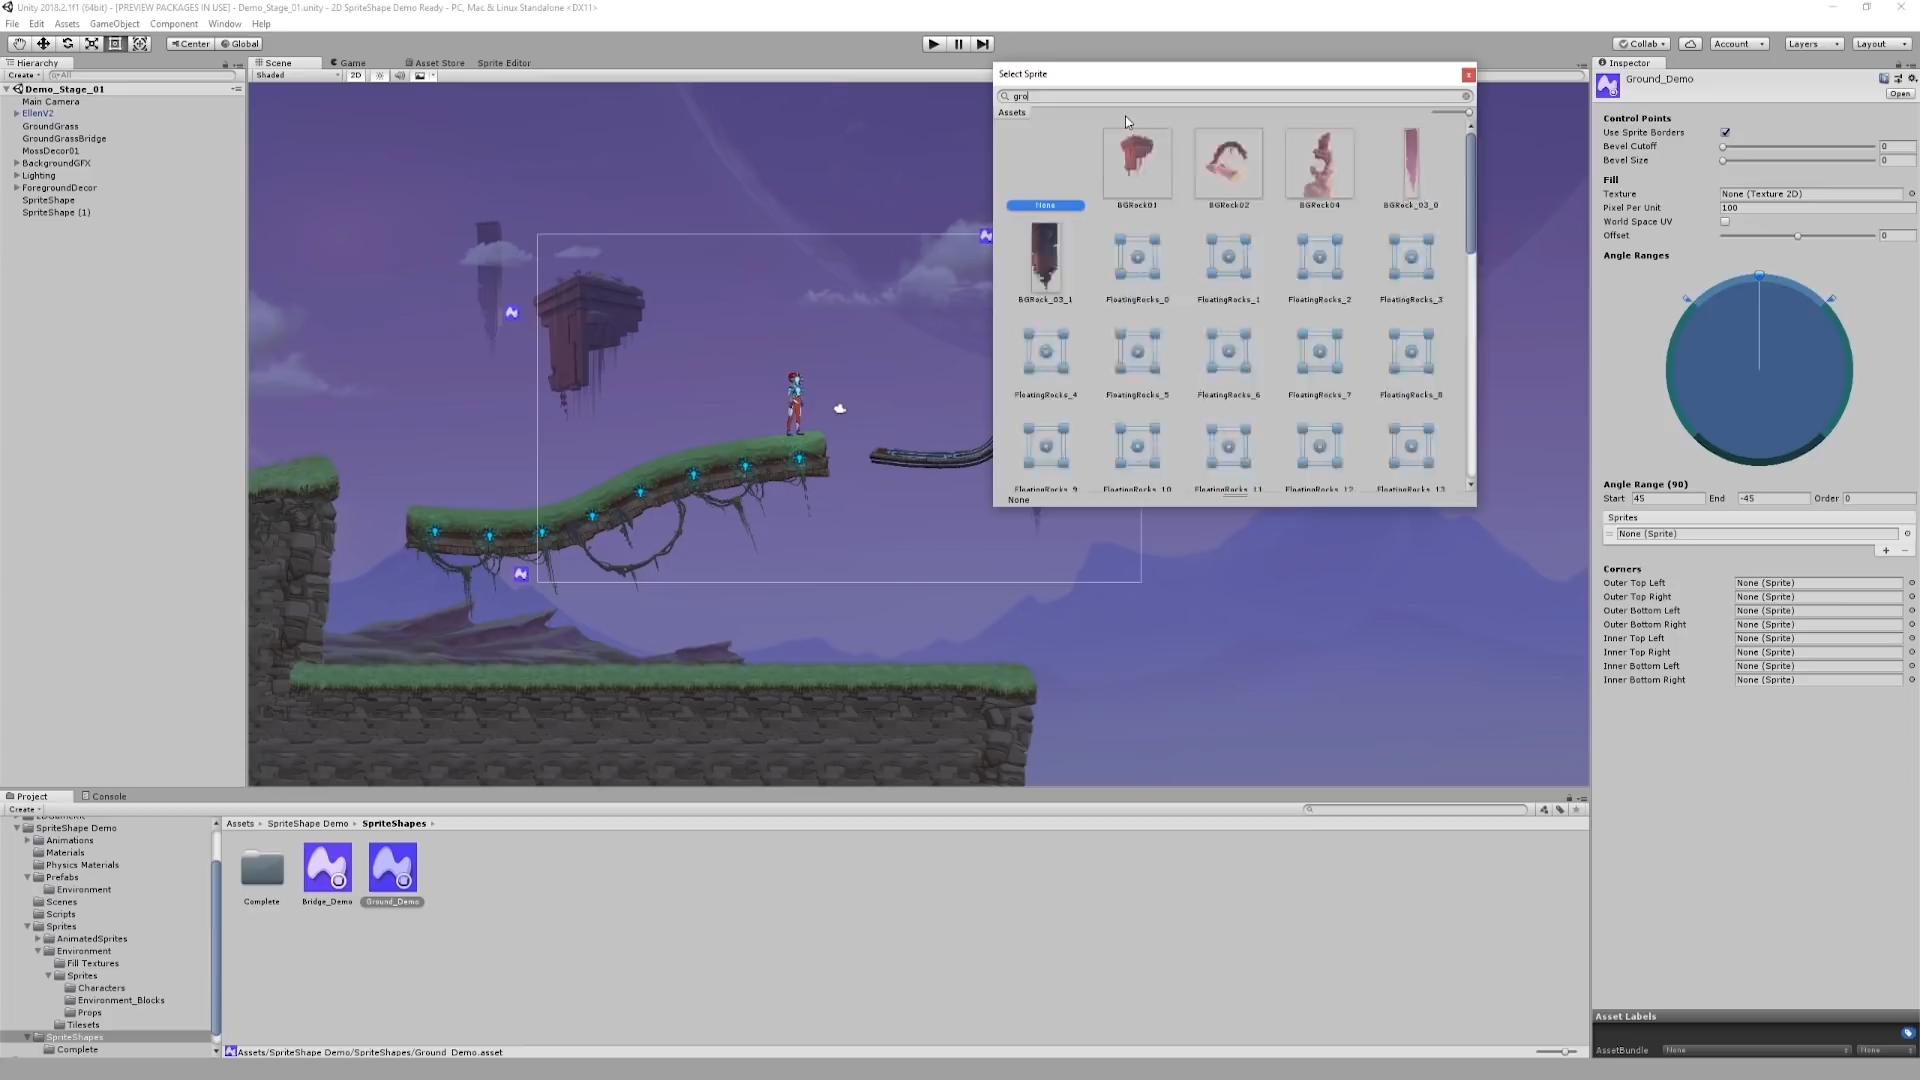 Unity 2018.2.1f1 (64bit) - [PREVIEW PACKAGES IN USE] - Demo_Stage_01.unity - 2D SpriteShape Demo Ready - PC, Mac & Linux Standalone <DX11>
File Edit Assets GameObject Component Window Help
Center Global
Collab Account Layers Layout
Hierarchy
Create All
Demo_Stage_01
Main Camera
EllenV2
GroundGrass
GroundGrassBridge
MossDecor01
BackgroundGFX
Lighting
ForegroundDecor
SpriteShape
SpriteShape (1)
Scene Game Asset Store Sprite Editor
Shaded 2D
Select Sprite
gro
Assets
None BGRock01 BGRock02 BGRock04 BGRock_03_0
BGRock_03_1 FloatingRocks_0 FloatingRocks_1 FloatingRocks_2 FloatingRocks_3
FloatingRocks_4 FloatingRocks_5 FloatingRocks_6 FloatingRocks_7 FloatingRocks_8
FloatingRocks_9 FloatingRocks_10 FloatingRocks_11 FloatingRocks_12 FloatingRocks_13
None
Inspector
Ground_Demo
Open
Control Points
Use Sprite Borders
Bevel Cutoff 0
Bevel Size 0
Fill
Texture None (Texture 2D)
Pixel Per Unit 100
World Space UV
Offset 0
Angle Ranges
Angle Range (90)
Start 45 End -45 Order 0
Sprites
None (Sprite)
+ -
Corners
Outer Top Left None (Sprite)
Outer Top Right None (Sprite)
Outer Bottom Left None (Sprite)
Outer Bottom Right None (Sprite)
Inner Top Left None (Sprite)
Inner Top Right None (Sprite)
Inner Bottom Left None (Sprite)
Inner Bottom Right None (Sprite)
Asset Labels
AssetBundle None None
Project Console
Create
SpriteShape Demo
Animations
Materials
Physics Materials
Prefabs
Environment
Scenes
Scripts
Sprites
AnimatedSprites
Environment
Fill Textures
Sprites
Characters
Environment_Blocks
Props
Tilesets
SpriteShapes
Complete
Assets SpriteShape Demo SpriteShapes
Complete Bridge_Demo Ground_Demo
Assets/SpriteShape Demo/SpriteShapes/Ground_Demo.asset